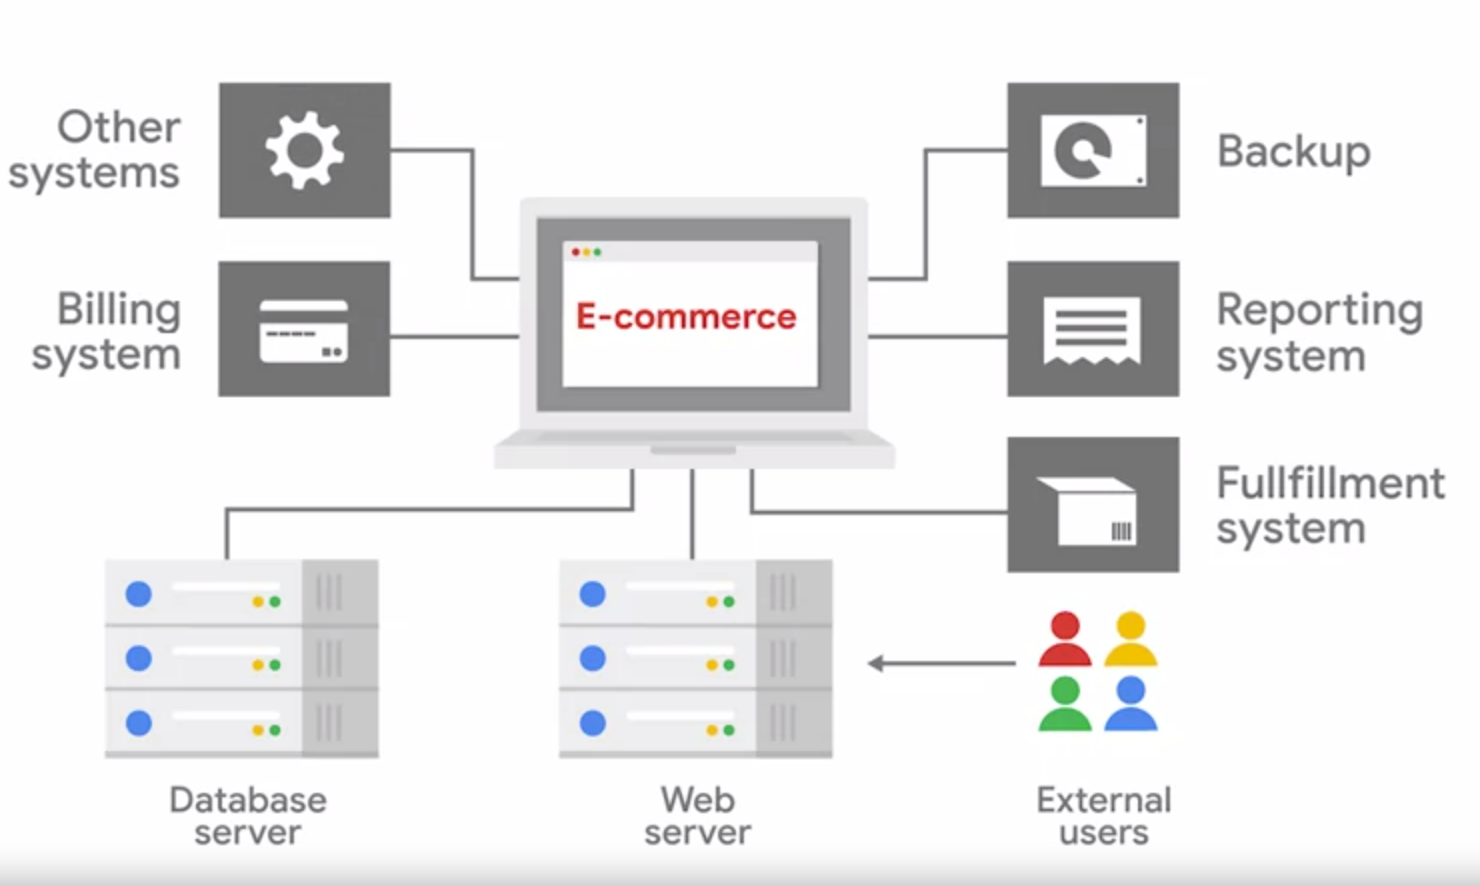 Other
systems
Backup
Billing
system
E-commerce
Reporting
system
Fullfillment
system
Database
server
Web
server
External
users